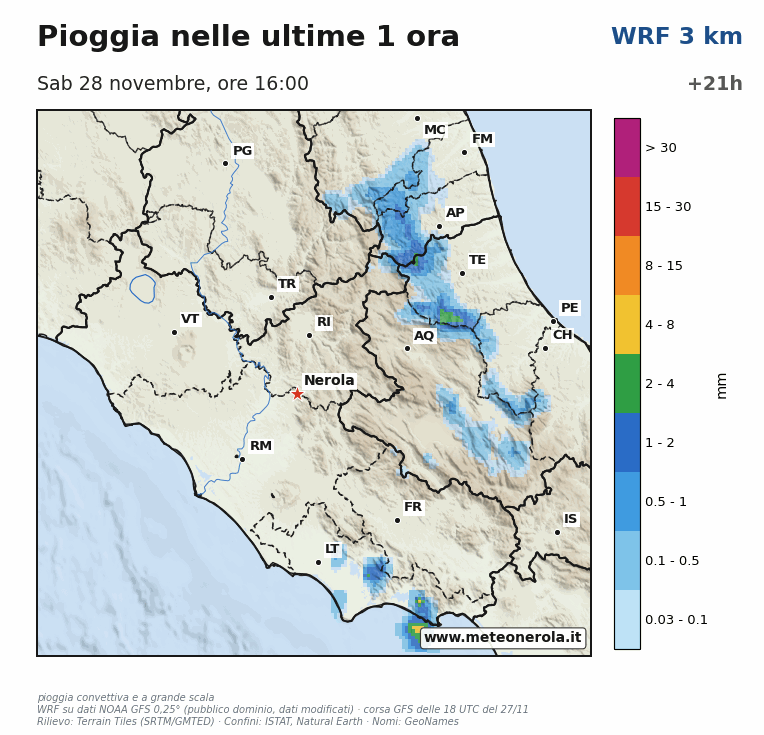 Pioggia nelle ultime 1 ora
WRF 3 km
Sab 28 novembre, ore 16:00
+21h
MC
FM
PG
AP
TE
TR
PE
VT
RI
AQ
CH
Nerola
RM
FR
IS
LT
www.meteonerola.it
> 30
15 - 30
8 - 15
4 - 8
2 - 4
1 - 2
0.5 - 1
0.1 - 0.5
0.03 - 0.1
mm
pioggia convettiva e a grande scala
WRF su dati NOAA GFS 0,25° (pubblico dominio, dati modificati) · corsa GFS delle 18 UTC del 27/11
Rilievo: Terrain Tiles (SRTM/GMTED) · Confini: ISTAT, Natural Earth · Nomi: GeoNames